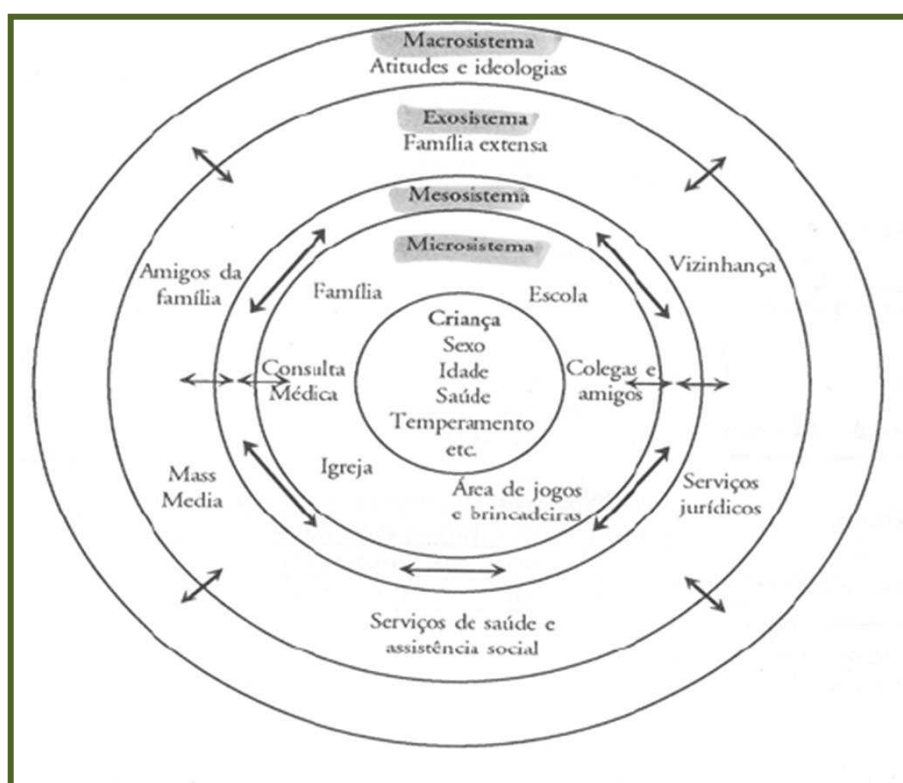 Macrosistema
Atitudes e ideologias
Exosistema
Família extensa
Mesosistema
Microsistema
Amigos da
família
Vizinhança
Família
Escola
Criança
Sexo
Idade
Saúde
Temperamento
etc.
Consulta
Médica
Colegas e
amigos
Igreja
Área de jogos
e brincadeiras
Mass
Media
Serviços
jurídicos
Serviços de saúde e
assistência social